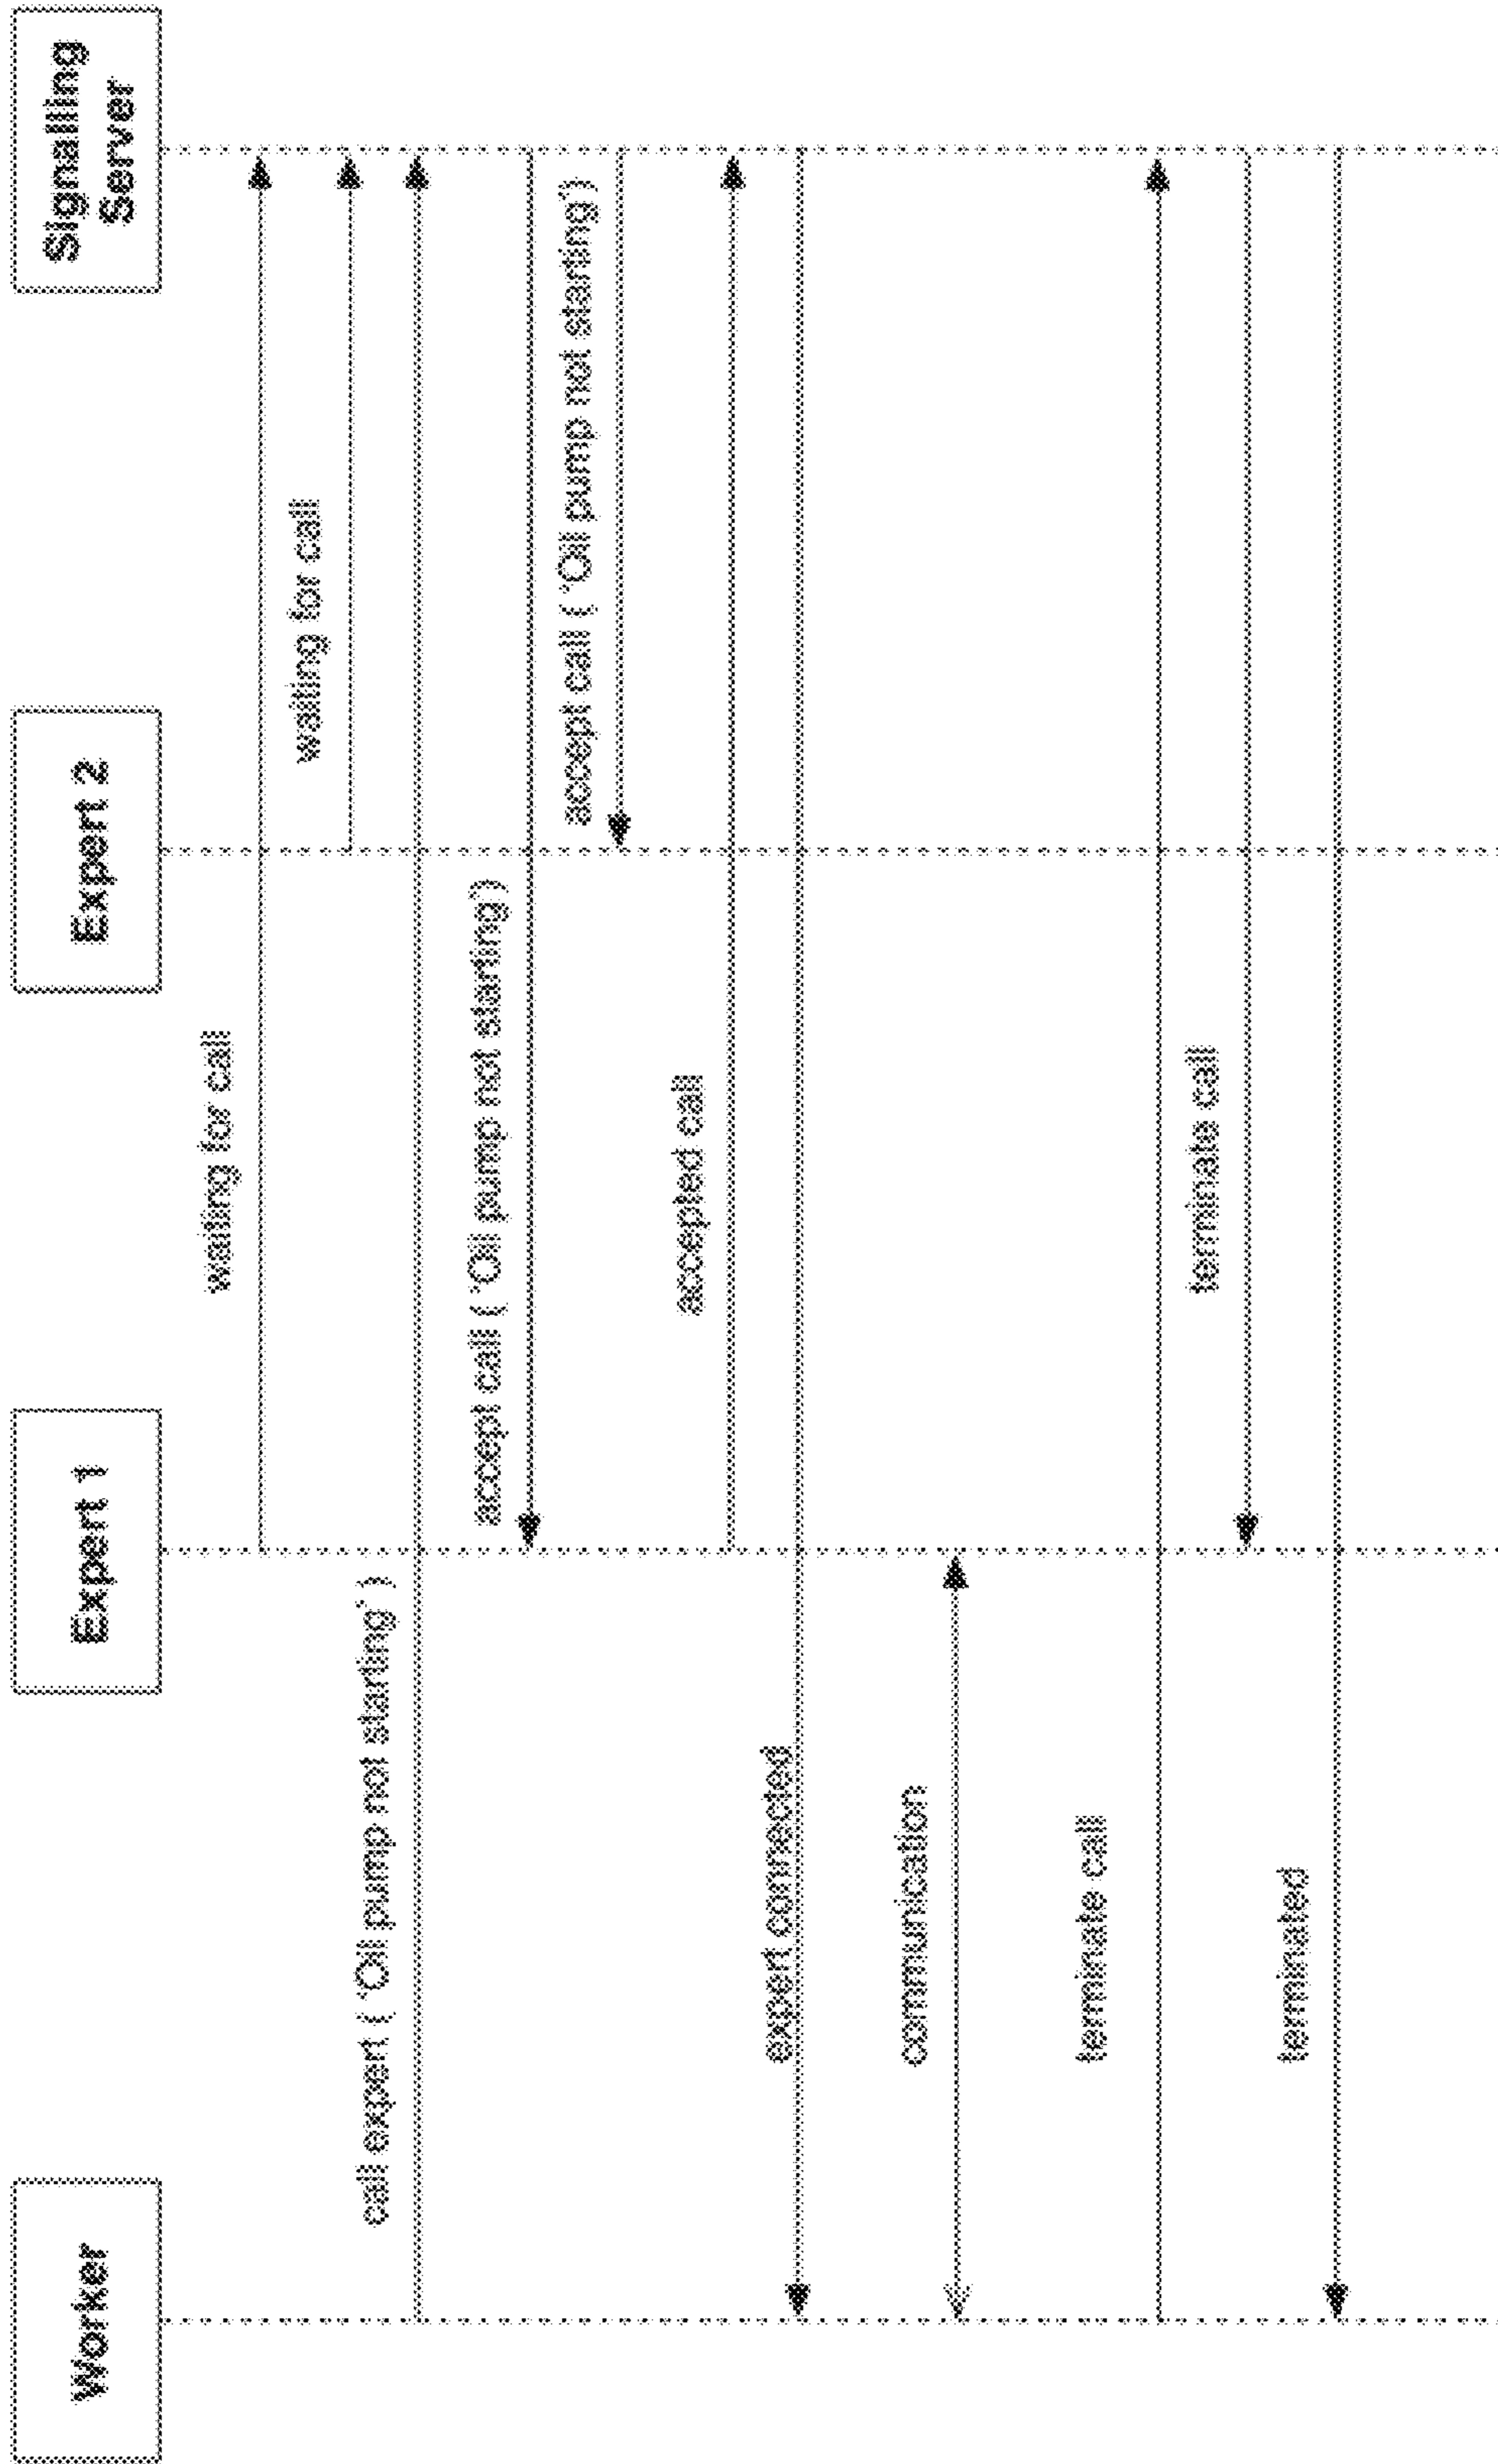 Worker
Expert 1
Expert 2
Signalling
Server
waiting for call
waiting for call
call expert ( 'Oil pump not starting' )
accept call ( 'Oil pump not starting')
accept call ( 'Oil pump not starting')
accepted call
expert connected
communication
terminate call
terminate call
terminated